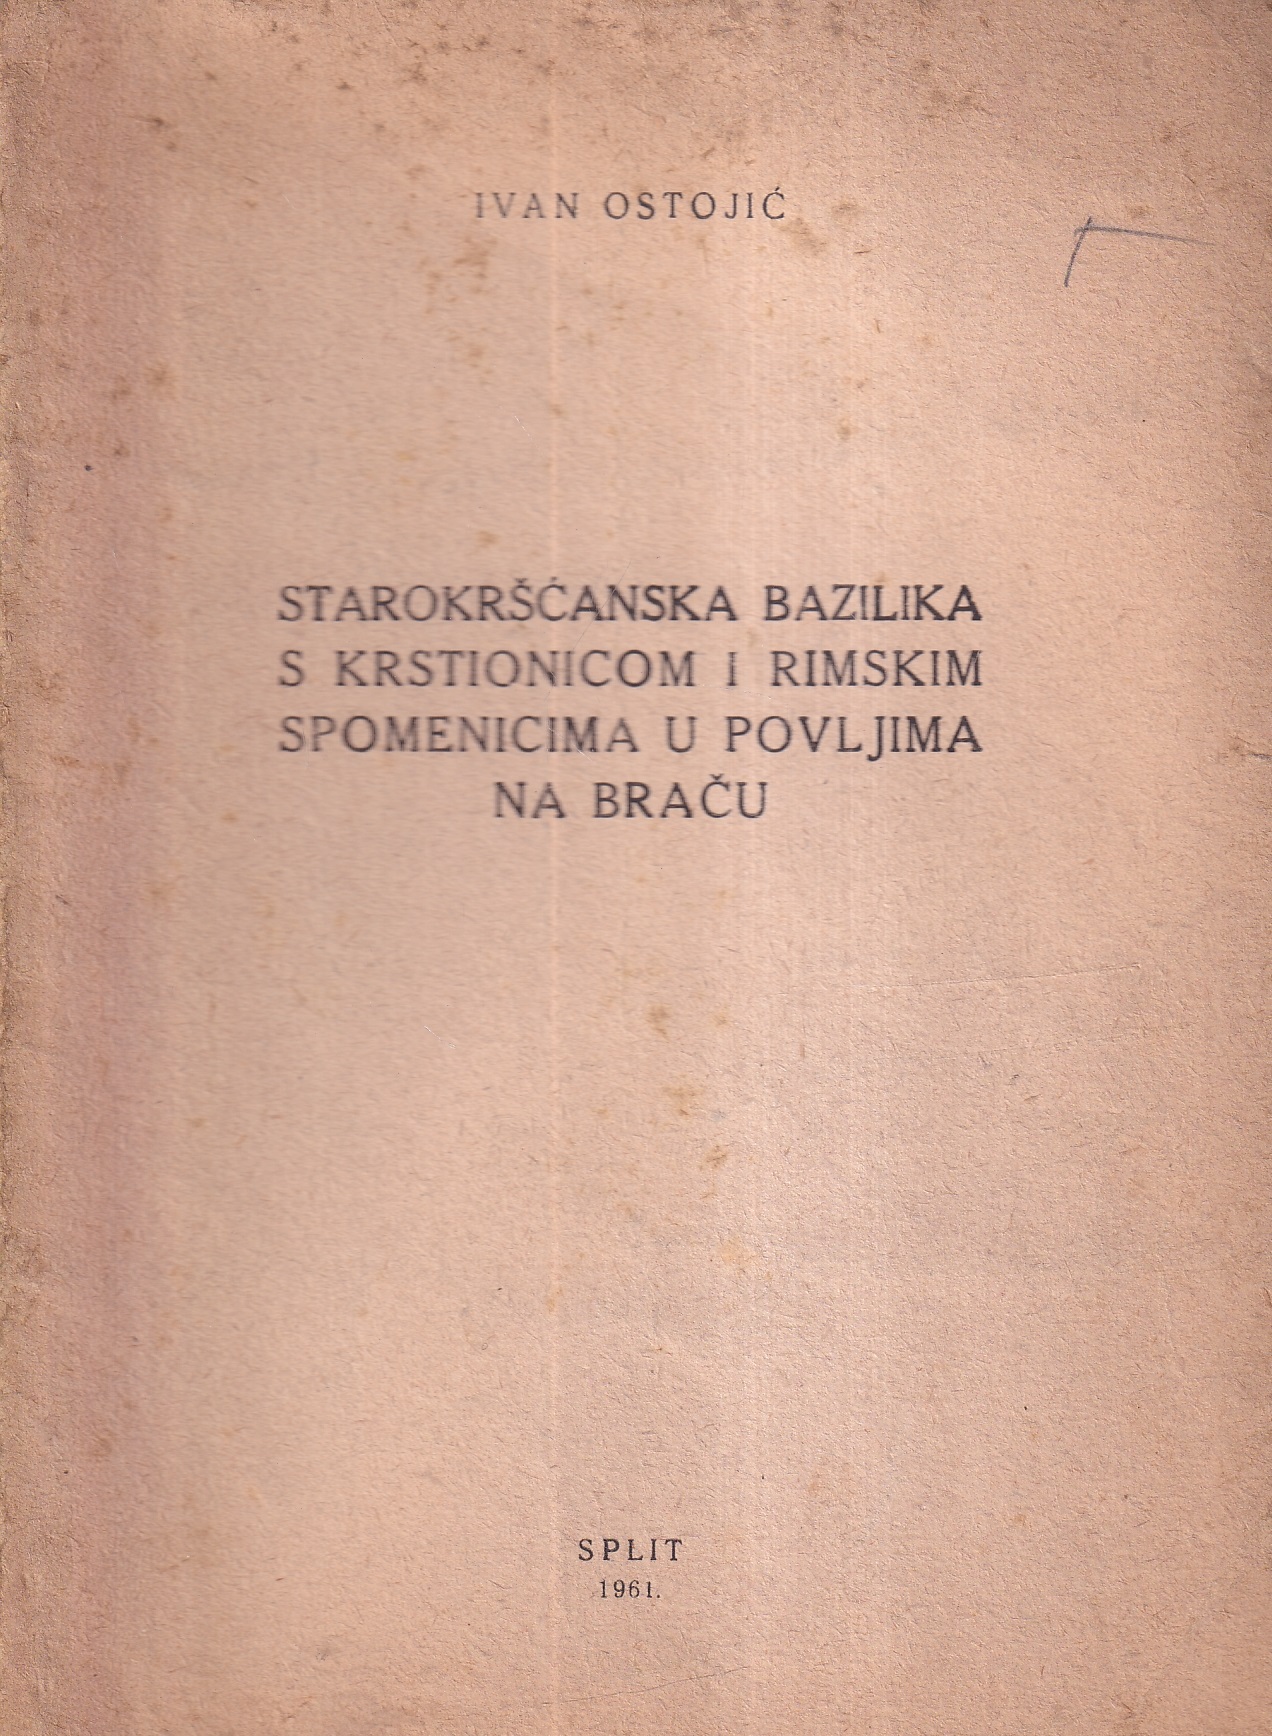 IVAN OSTOJIĆ
STAROKRŠĆANSKA BAZILIKA
S KRSTIONICOM I RIMSKIM
SPOMENICIMA U POVLJIMA
NA BRAČU
SPLIT
1961.